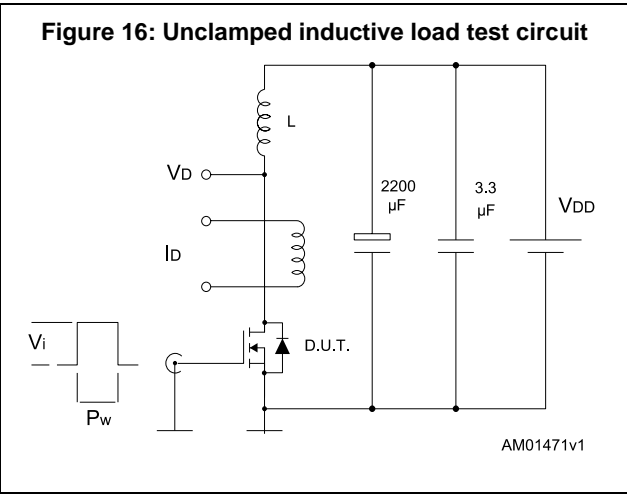 Figure 16: Unclamped inductive load test circuit
L
VD
2200
µF
3.3
µF
VDD
ID
Vi
D.U.T.
Pw
AM01471v1